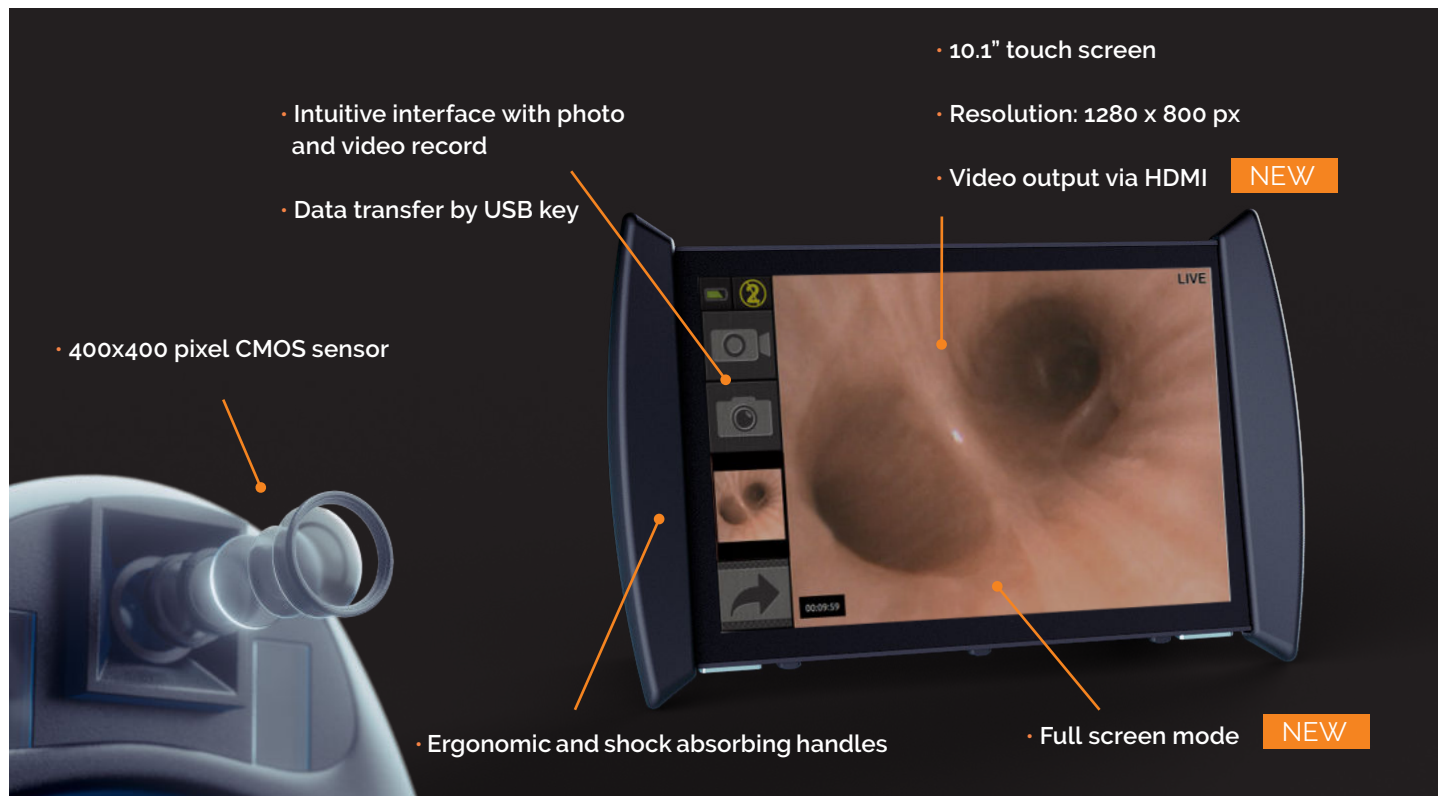 · 10.1” touch screen
· Intuitive interface with photo
and video record
· Resolution: 1280 x 800 px
· Video output via HDMI NEW
· Data transfer by USB key
LIVE
2
· 400x400 pixel CMOS sensor
00:09:59
· Ergonomic and shock absorbing handles
· Full screen mode NEW